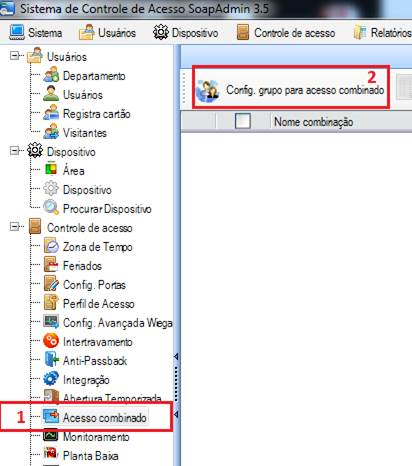 Sistema de Controle de Acesso SoapAdmin 3.5
Sistema Usuários Dispositivo Controle de acesso Relatórios
Usuários
Departamento
Usuários
Registra cartão
Visitantes
Dispositivo
Área
Dispositivo
Procurar Dispositivo
Controle de acesso
Zona de Tempo
Feriados
Config. Portas
Perfil de Acesso
Config. Avançada Wiega
Intertravamento
Anti-Passback
Integração
Abertura Temporizada
1 Acesso combinado
Monitoramento
Planta Baixa
2
Config. grupo para acesso combinado
Nome combinação